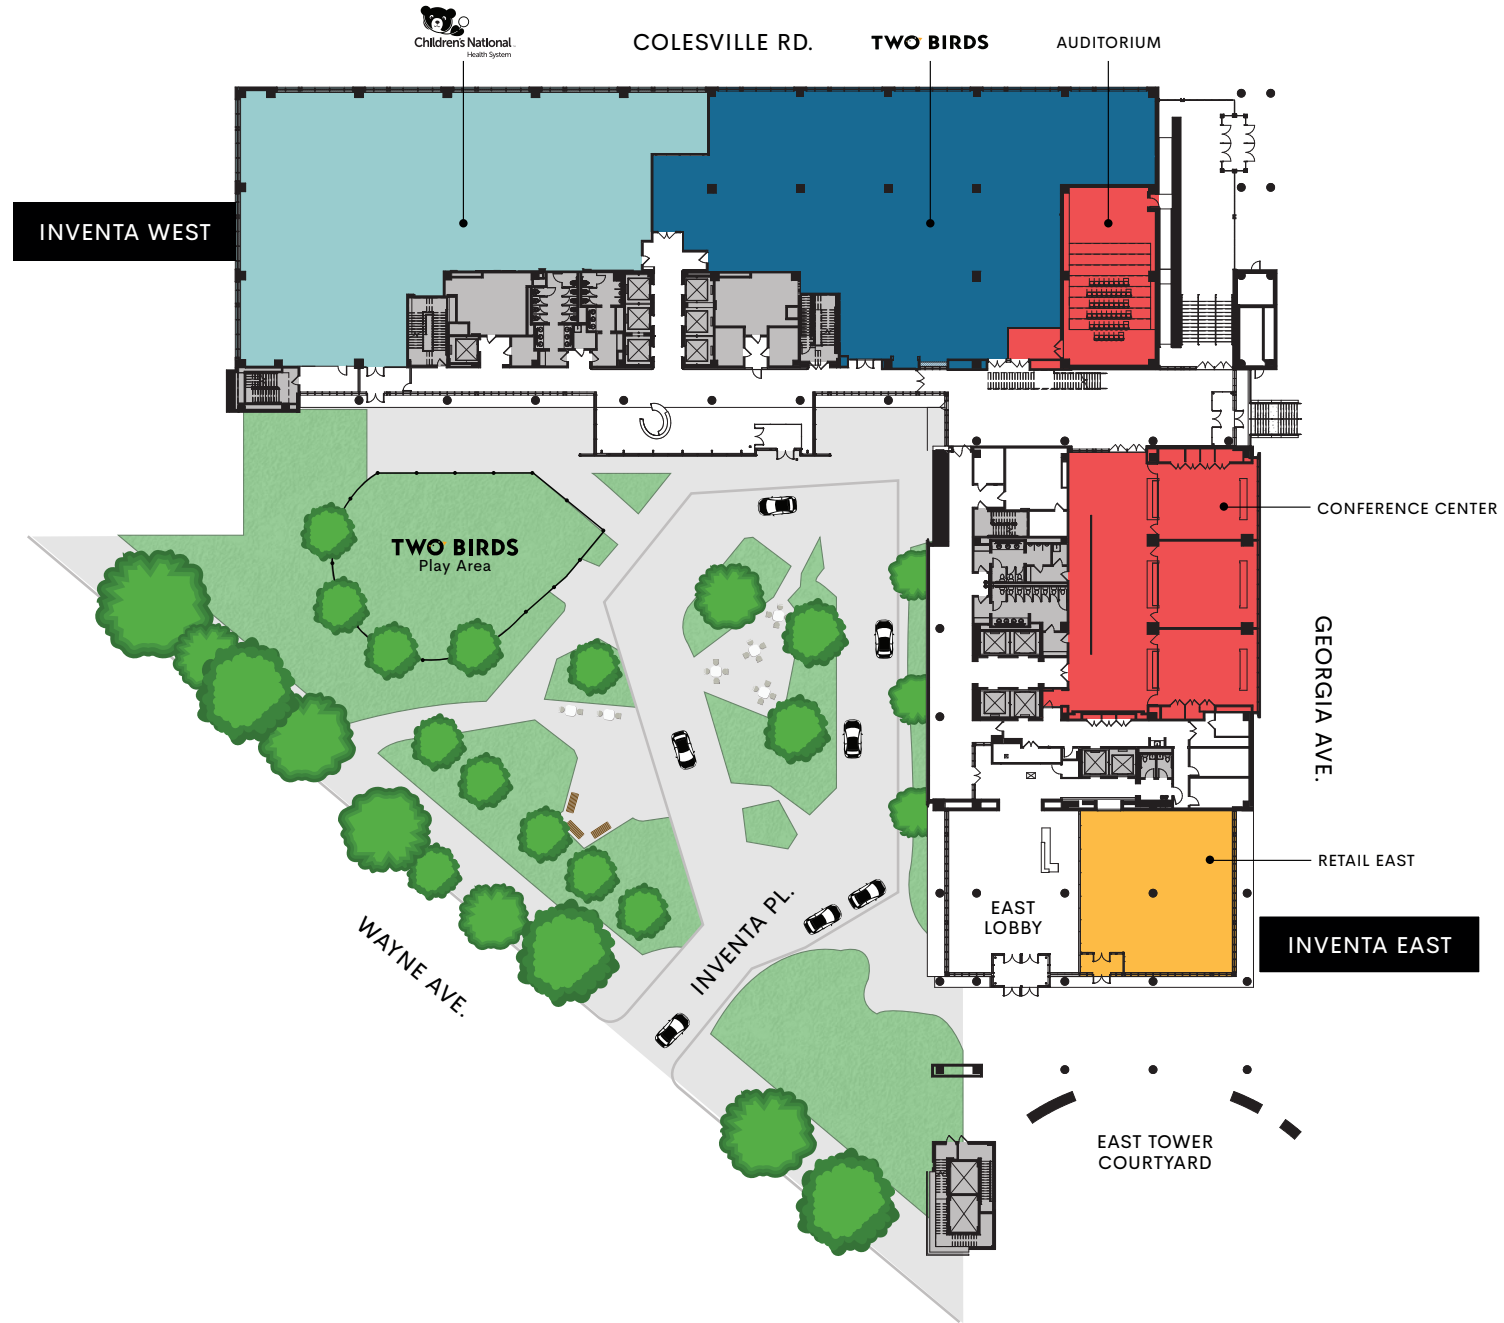 Children's National
Health System
COLESVILLE RD.
TWO BIRDS
AUDITORIUM
INVENTA WEST
CONFERENCE CENTER
TWO BIRDS
Play Area
GEORGIA AVE.
RETAIL EAST
EAST
LOBBY
INVENTA EAST
INVENTA PL.
WAYNE AVE.
EAST TOWER
COURTYARD